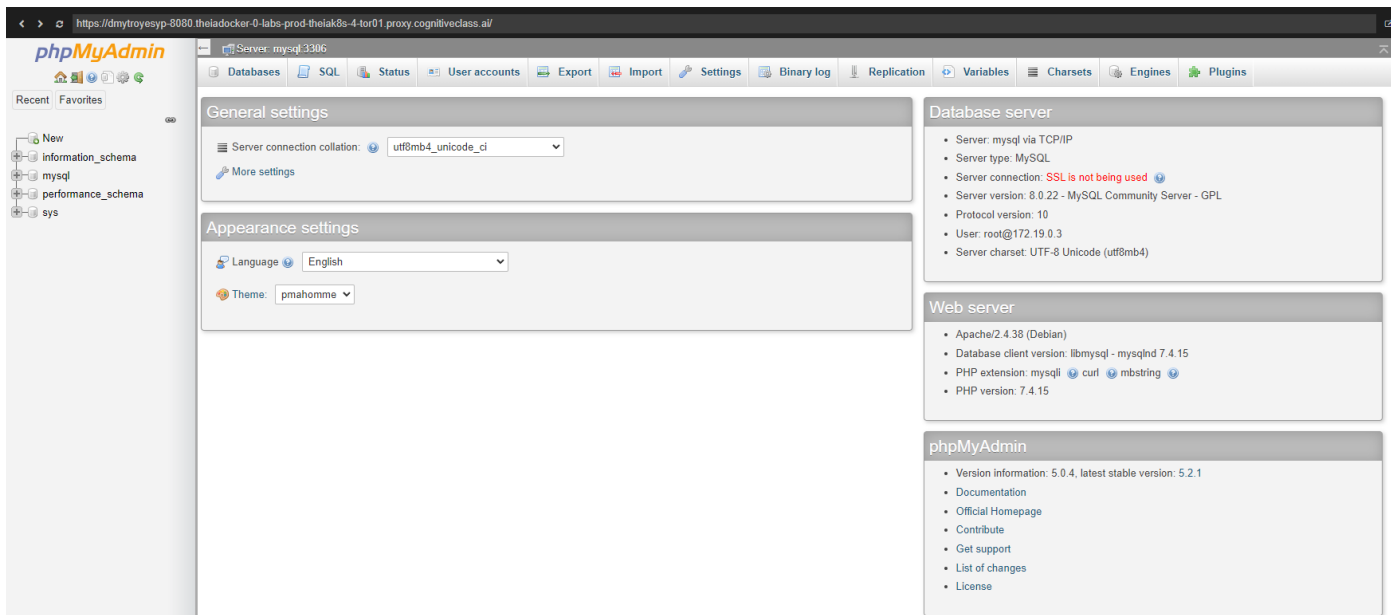 https://dmytroyesyp-8080.theiadocker-0-labs-prod-theiak8s-4-tor01.proxy.cognitiveclass.ai/
phpMyAdmin
Recent Favorites
New
information_schema
mysql
performance_schema
sys
Server: mysql:3306
Databases SQL Status User accounts Export Import Settings Binary log Replication Variables Charsets Engines Plugins
General settings
Server connection collation: utf8mb4_unicode_ci
More settings
Appearance settings
Language English
Theme: pmahomme
Database server
Server: mysql via TCP/IP
Server type: MySQL
Server connection: SSL is not being used
Server version: 8.0.22 - MySQL Community Server - GPL
Protocol version: 10
User: root@172.19.0.3
Server charset: UTF-8 Unicode (utf8mb4)
Web server
Apache/2.4.38 (Debian)
Database client version: libmysql - mysqlnd 7.4.15
PHP extension: mysqli curl mbstring
PHP version: 7.4.15
phpMyAdmin
Version information: 5.0.4, latest stable version: 5.2.1
Documentation
Official Homepage
Contribute
Get support
List of changes
License